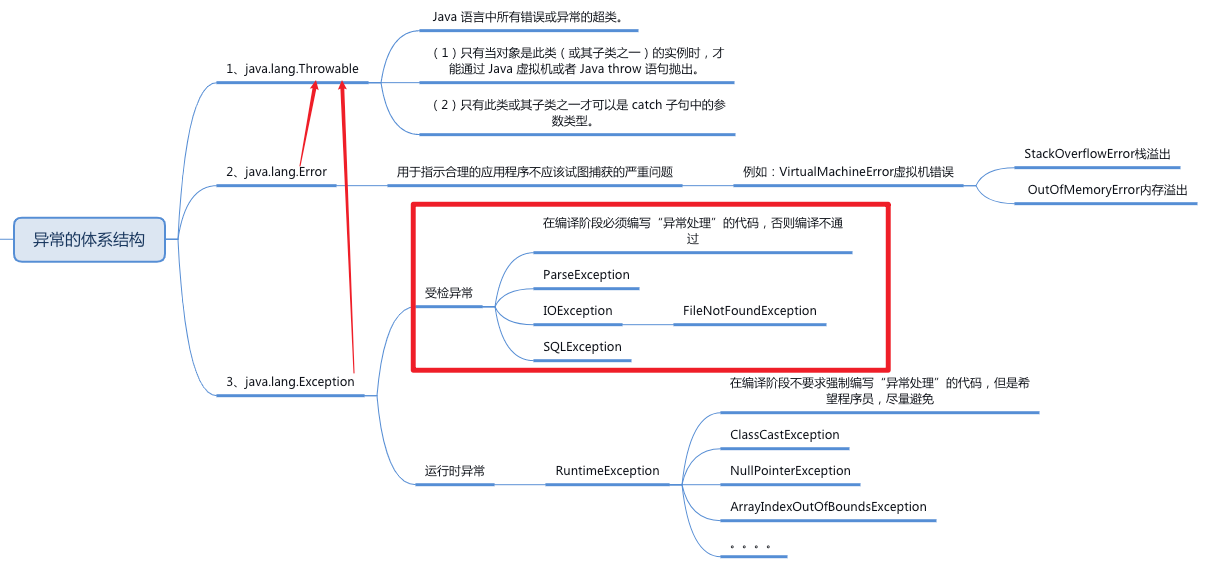 异常的体系结构
1、java.lang.Throwable
Java 语言中所有错误或异常的超类。
（1）只有当对象是此类（或其子类之一）的实例时，才
能通过 Java 虚拟机或者 Java throw 语句抛出。
（2）只有此类或其子类之一才可以是 catch 子句中的参
数类型。
2、java.lang.Error
用于指示合理的应用程序不应该试图捕获的严重问题
例如：VirtualMachineError虚拟机错误
StackOverflowError栈溢出
OutOfMemoryError内存溢出
3、java.lang.Exception
受检异常
在编译阶段必须编写“异常处理”的代码，否则编译不通
过
ParseException
IOException
FileNotFoundException
SQLException
运行时异常
RuntimeException
在编译阶段不要求强制编写“异常处理”的代码，但是希
望程序员，尽量避免
ClassCastException
NullPointerException
ArrayIndexOutOfBoundsException
。。。。